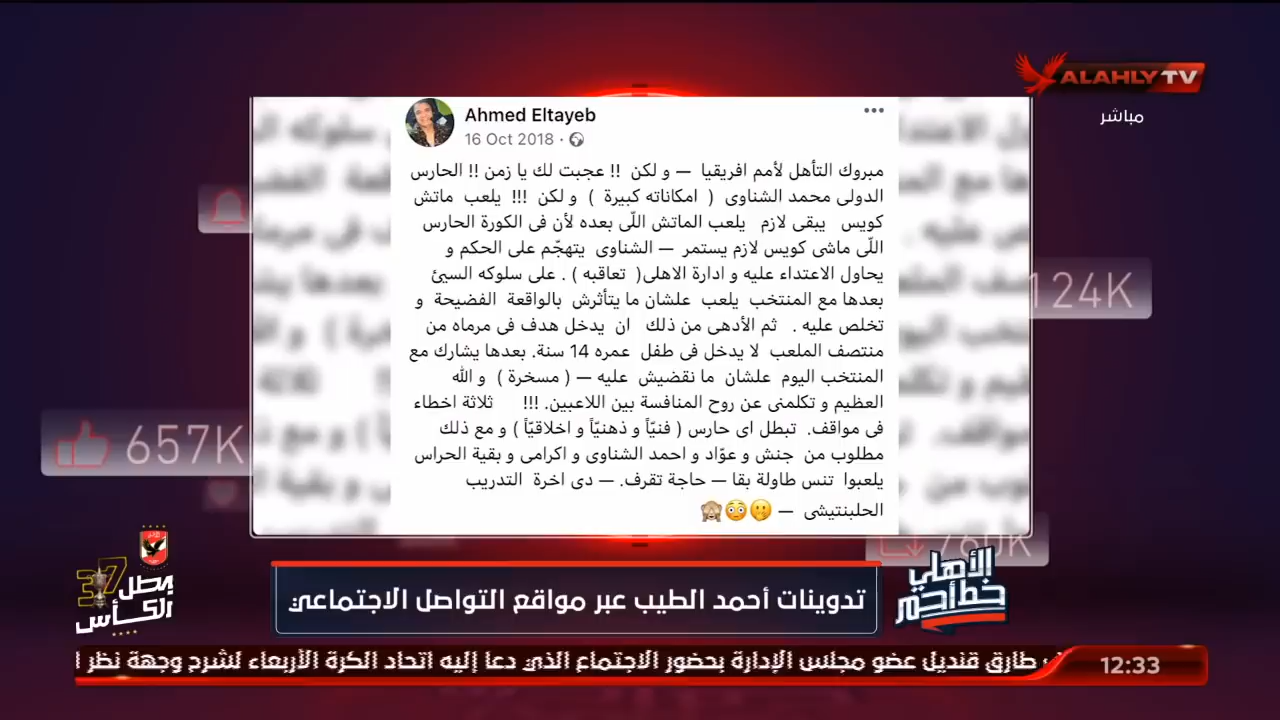 ALAHLY TV
مباشر
Ahmed Eltayeb
16 Oct 2018
مبروك التأهل لأمم افريقيا — و لكن !! عجبت لك يا زمن !! الحارس
الدولى محمد الشناوى ( امكاناته كبيرة ) و لكن !!! يلعب ماتش
كويس يبقى لازم يلعب الماتش اللّى بعده لأن فى الكورة الحارس
اللّى ماشى كويس لازم يستمر — الشناوى يتهجّم على الحكم و
يحاول الاعتداء عليه و ادارة الاهلى( تعاقبه ) . على سلوكه السيئ
بعدها مع المنتخب يلعب علشان ما يتأثرش بالواقعة الفضيحة و
تخلص عليه . ثم الأدهى من ذلك ان يدخل هدف فى مرماه من
منتصف الملعب لا يدخل فى طفل عمره 14 سنة. بعدها يشارك مع
المنتخب اليوم علشان ما نقضيش عليه — ( مسخرة ) و الله
العظيم و تكلمنى عن روح المنافسة بين اللاعبين. !!! ثلاثة اخطاء
فى مواقف. تبطل اى حارس ( فنيّاً و ذهنيّاً و اخلاقيّاً ) و مع ذلك
مطلوب من جنش و عوّاد و احمد الشناوى و اكرامى و بقية الحراس
يلعبوا تنس طاولة بقا — حاجة تقرف. — دى اخرة التدريب
الحلبنتيشى — 🤭😳🙈
124K
657K
760K
بطل الكأس 37
الأهلي خط أحمر
تدوينات أحمد الطيب عبر مواقع التواصل الاجتماعي
طارق قنديل عضو مجلس الإدارة بحضور الاجتماع الذي دعا إليه اتحاد الكرة الأربعاء لشرح وجهة نظر
12:33